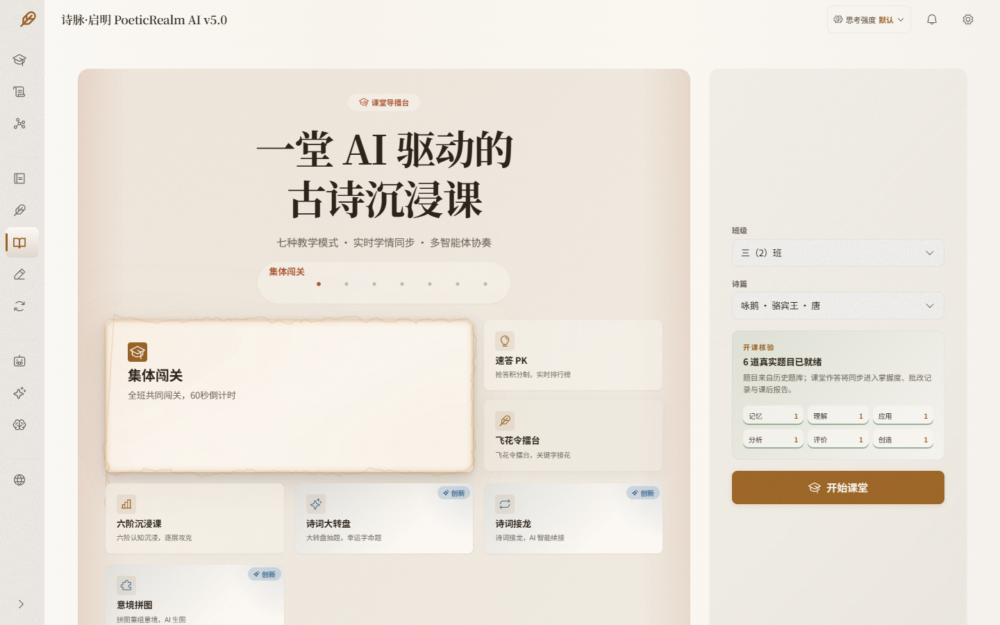 诗脉·启明 PoeticRealm AI v5.0
思考强度 默认
课堂导播台
一堂 AI 驱动的
古诗沉浸课
七种教学模式 · 实时学情同步 · 多智能体协奏
集体闯关
集体闯关
全班共同闯关，60秒倒计时
速答 PK
抢答积分制，实时排行榜
飞花令擂台
飞花令擂台，关键字接花
六阶沉浸课
六阶认知沉浸，逐层攻克
创新
诗词大转盘
大转盘抽题，幸运字命题
创新
诗词接龙
诗词接龙，AI 智能续接
创新
意境拼图
拼图重组意境，AI 生图
班级
三（2）班
诗篇
咏鹅 · 骆宾王 · 唐
开课核验
6 道真实题目已就绪
题目来自历史题库；课堂作答将同步进入掌握度、批改记
录与课后报告。
记忆 1
理解 1
应用 1
分析 1
评价 1
创造 1
开始课堂